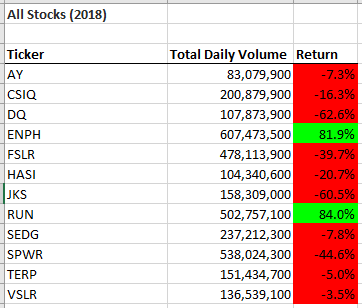 All Stocks (2018)
Ticker Total Daily Volume Return
AY 83,079,900 -7.3%
CSIQ 200,879,900 -16.3%
DQ 107,873,900 -62.6%
ENPH 607,473,500 81.9%
FSLR 478,113,900 -39.7%
HASI 104,340,600 -20.7%
JKS 158,309,000 -60.5%
RUN 502,757,100 84.0%
SEDG 237,212,300 -7.8%
SPWR 538,024,300 -44.6%
TERP 151,434,700 -5.0%
VSLR 136,539,100 -3.5%